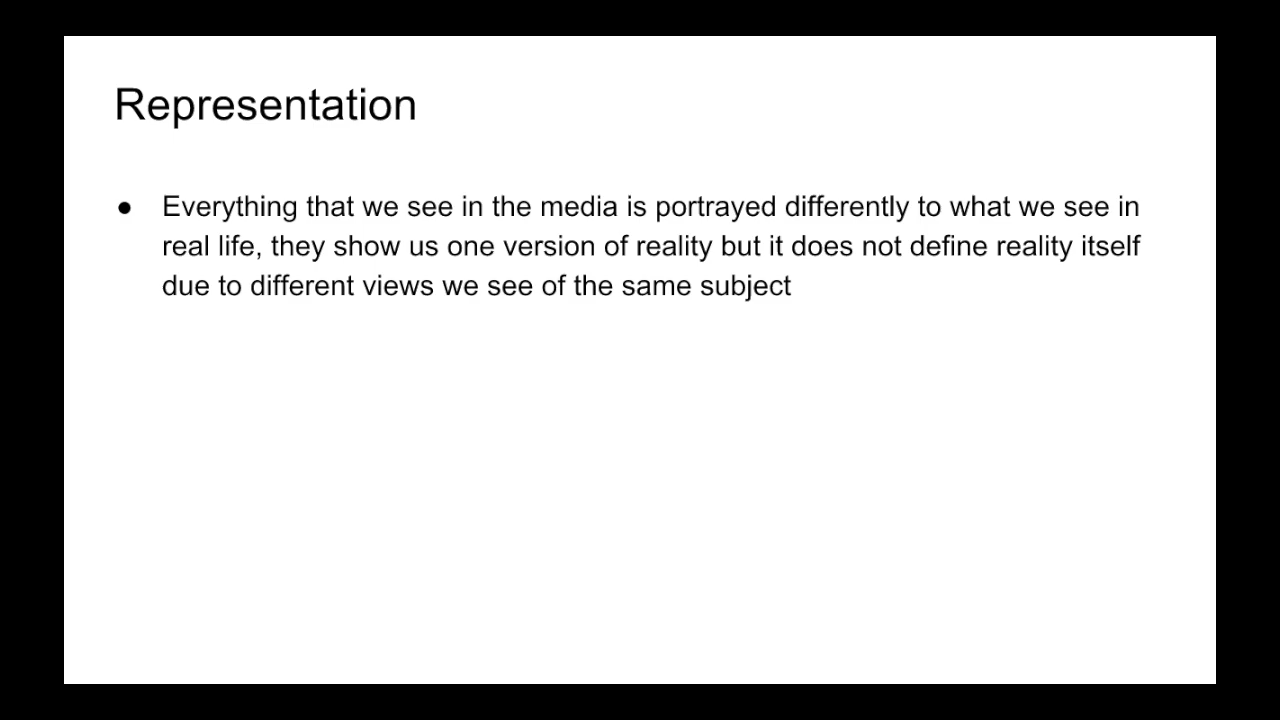 Representation
● Everything that we see in the media is portrayed differently to what we see in
real life, they show us one version of reality but it does not define reality itself
due to different views we see of the same subject